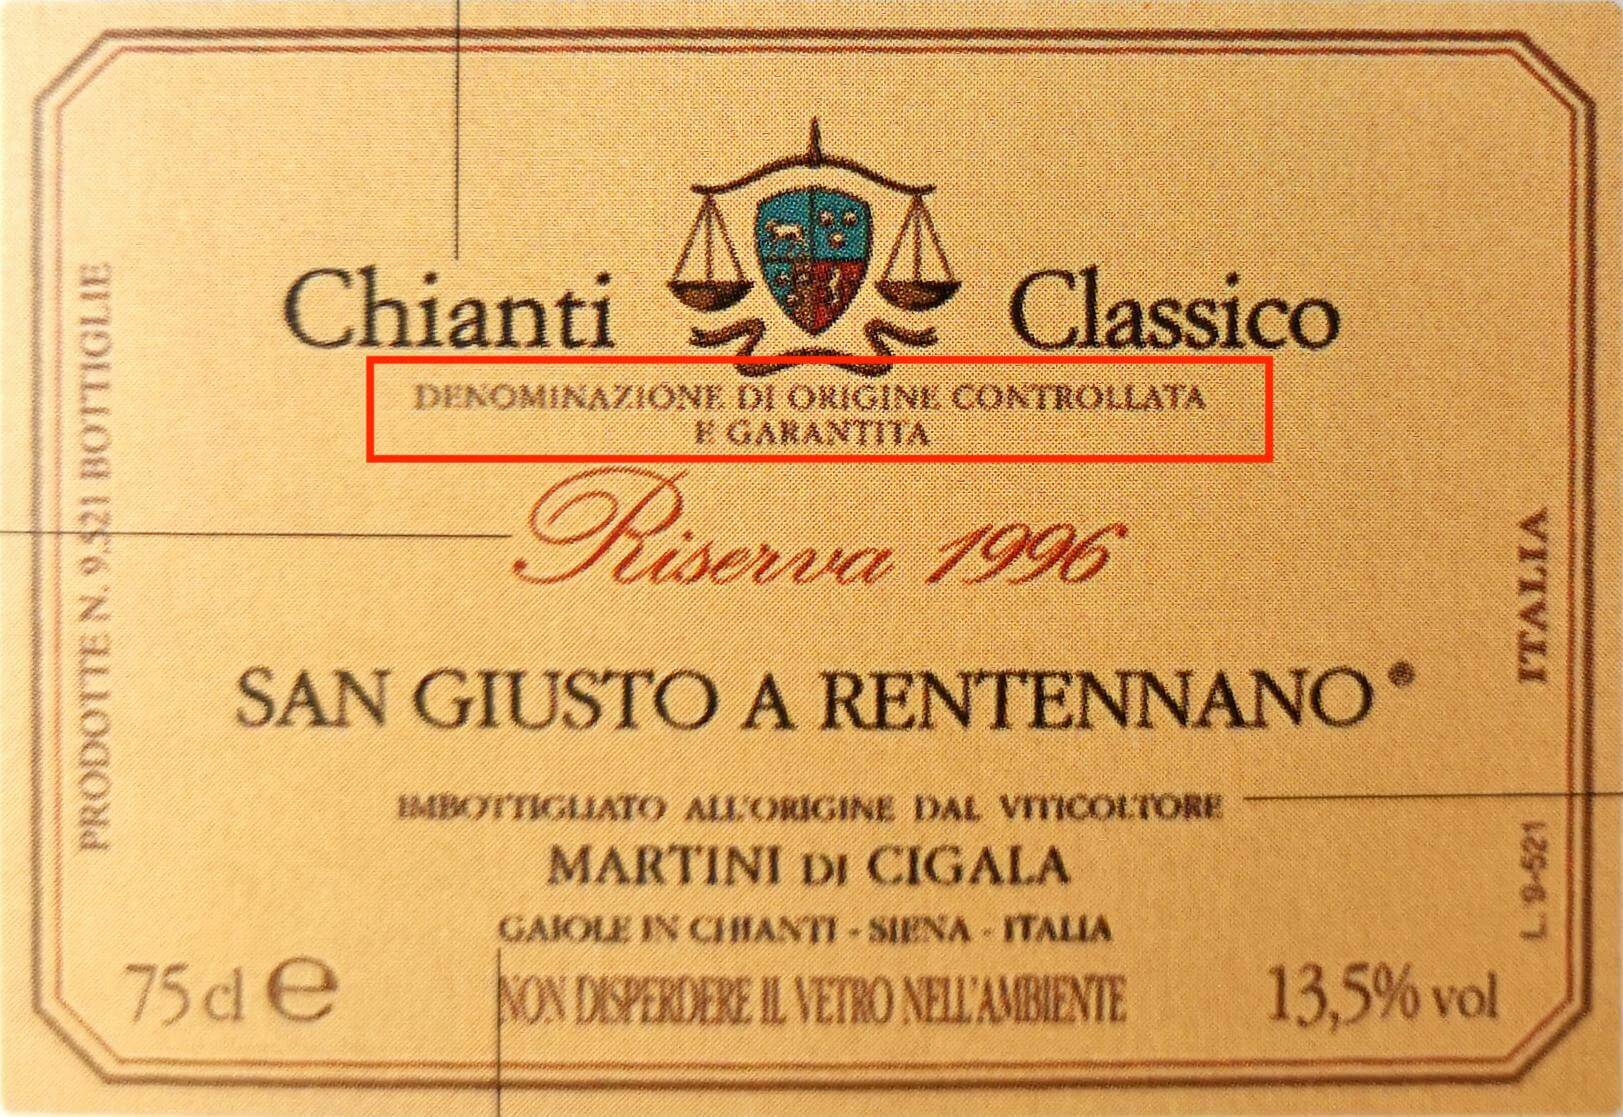 Chianti Classico
DENOMINAZIONE DI ORIGINE CONTROLLATA
E GARANTITA
Riserva 1996
SAN GIUSTO A RENTENNANO®
IMBOTTIGLIATO ALL'ORIGINE DAL VITICOLTORE
MARTINI DI CIGALA
GAIOLE IN CHIANTI - SIENA - ITALIA
75 cl e
NON DISPERDERE IL VETRO NELL'AMBIENTE
13,5% vol
PRODOTTE N. 9.521 BOTTIGLIE
ITALIA
L. 9-521